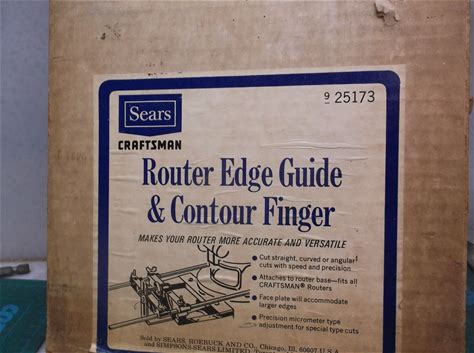 Sears
CRAFTSMAN
9 25173
Router Edge Guide
& Contour Finger
MAKES YOUR ROUTER MORE ACCURATE AND VERSATILE
• Cut straight, curved or angular
cuts with speed and precision
• Attaches to router base—fits all
CRAFTSMAN® Routers
• Face plate will accommodate
larger edges
• Precision micrometer type
adjustment for special type cuts
Sold by SEARS, ROEBUCK AND CO., Chicago, Ill. 60607 U.S.
and SIMPSONS-SEARS LIMITED,